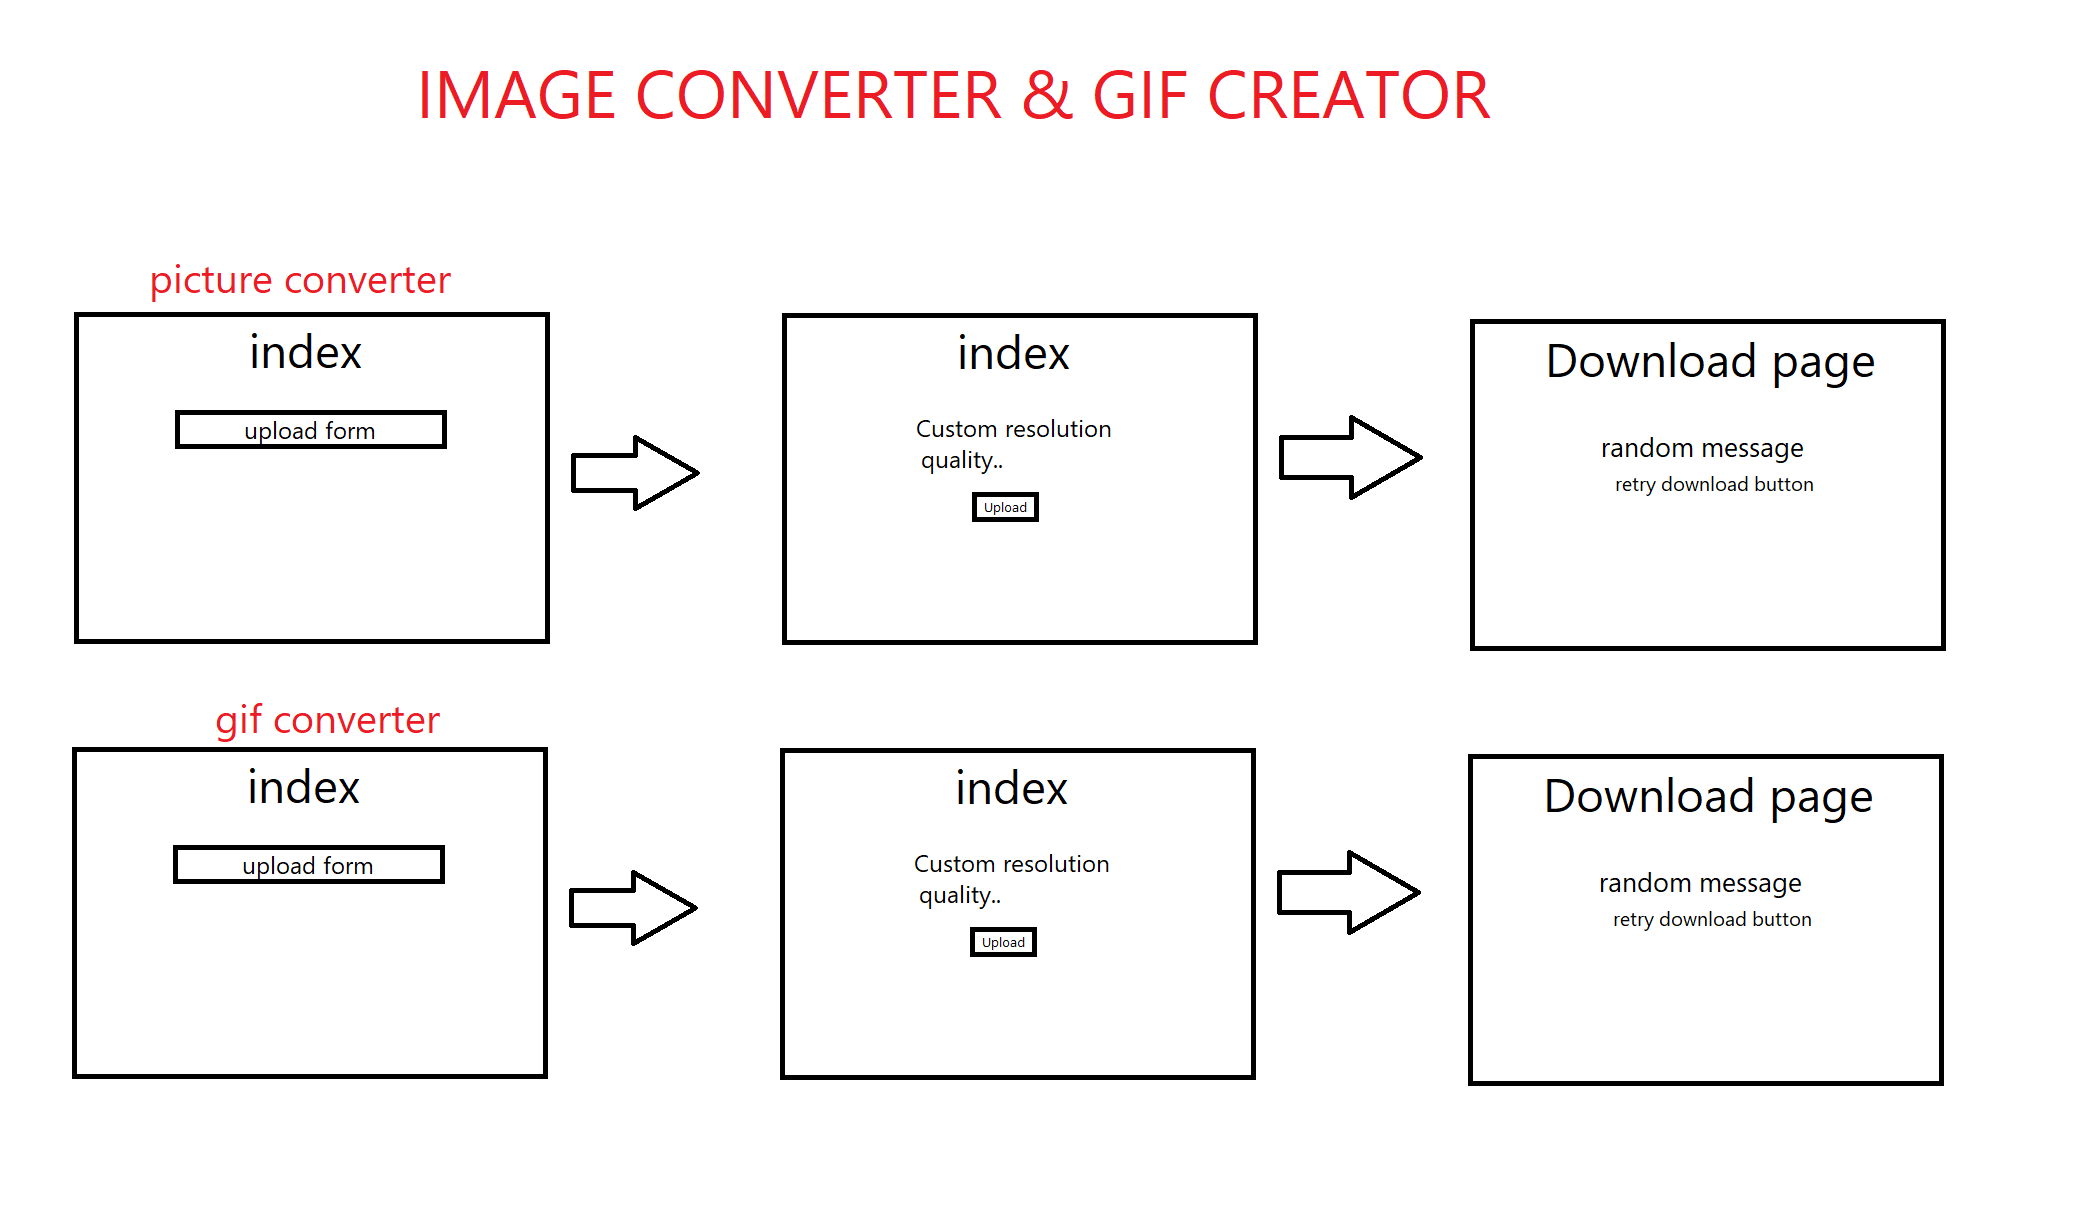 IMAGE CONVERTER & GIF CREATOR
picture converter
index
upload form
index
Custom resolution
quality..
Upload
Download page
random message
retry download button
gif converter
index
upload form
index
Custom resolution
quality..
Upload
Download page
random message
retry download button